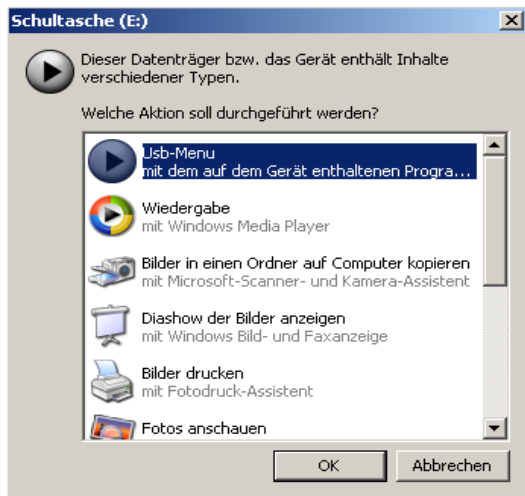 Schultasche (E:)
Dieser Datenträger bzw. das Gerät enthält Inhalte
verschiedener Typen.
Welche Aktion soll durchgeführt werden?
Usb-Menu
mit dem auf dem Gerät enthaltenen Progra...
Wiedergabe
mit Windows Media Player
Bilder in einen Ordner auf Computer kopieren
mit Microsoft-Scanner- und Kamera-Assistent
Diashow der Bilder anzeigen
mit Windows Bild- und Faxanzeige
Bilder drucken
mit Fotodruck-Assistent
Fotos anschauen
OK
Abbrechen